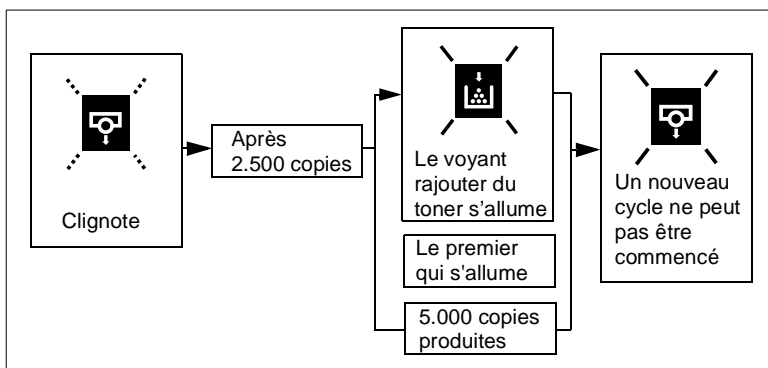 Clignote
Après
2.500 copies
Le voyant
rajouter du
toner s’allume
Le premier
qui s'allume
5.000 copies
produites
Un nouveau
cycle ne peut
pas être
commencé